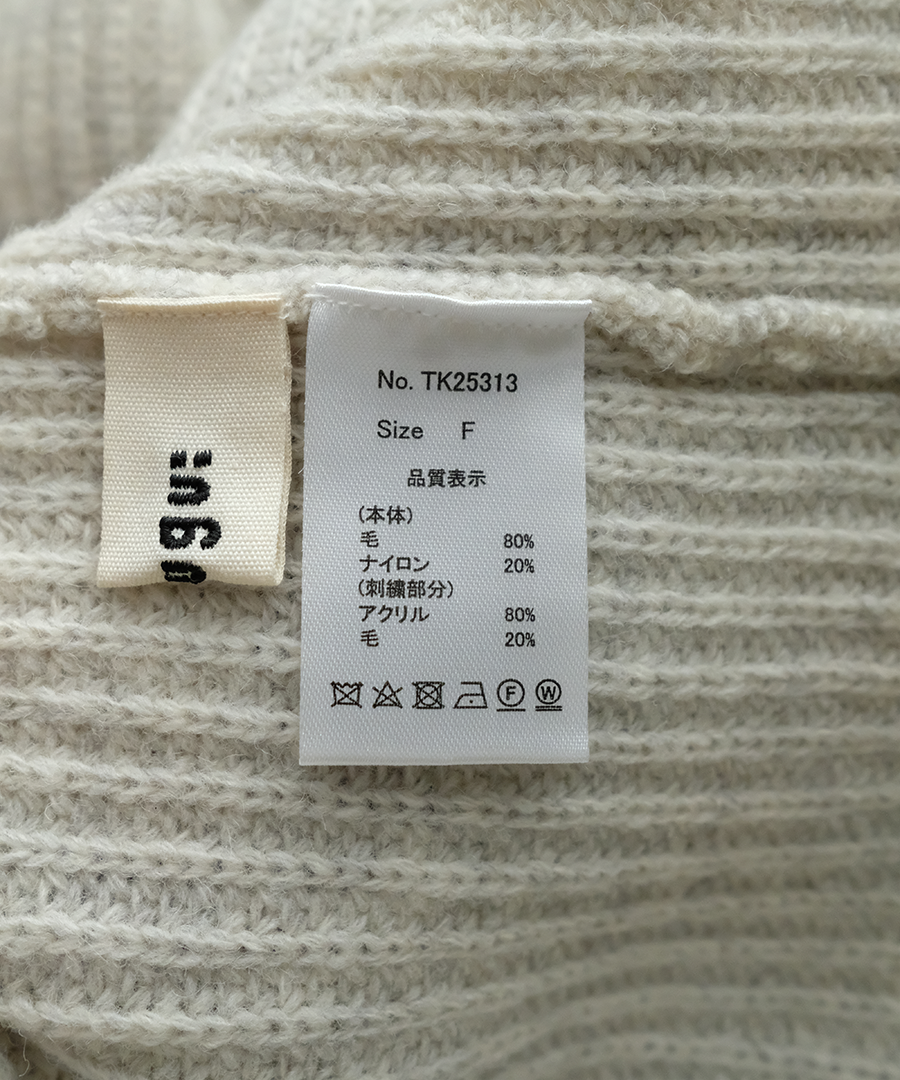 No. TK25313
Size F
品質表示
(本体)
毛 80%
ナイロン 20%
(刺繍部分)
アクリル 80%
毛 20%
F W